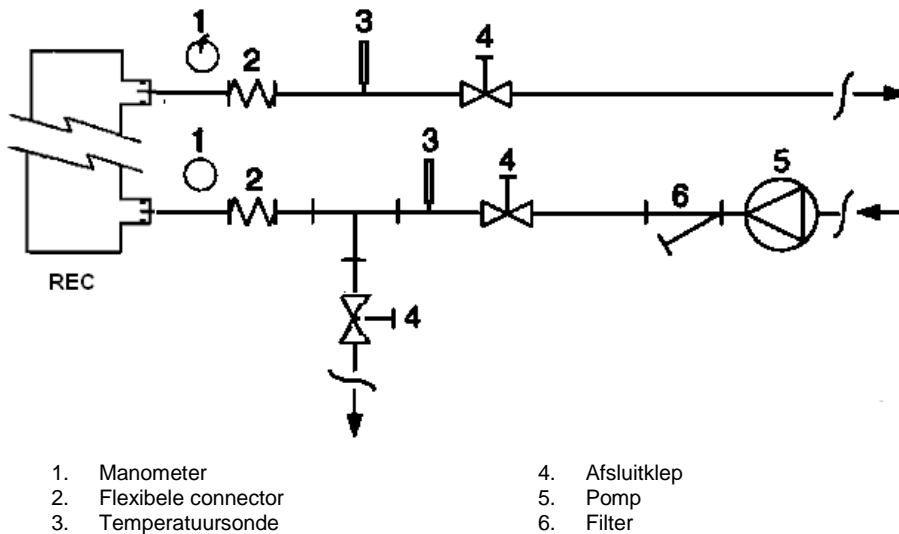 1
2
3
4
1
2
3
4
5
6
REC
4
1. Manometer
2. Flexibele connector
3. Temperatuursonde
4. Afsluitklep
5. Pomp
6. Filter